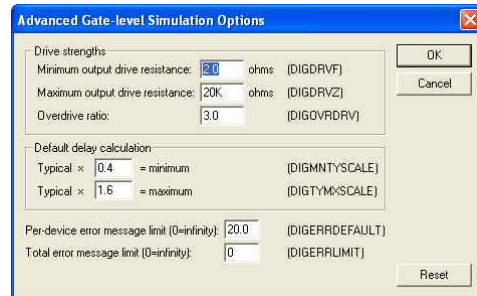 Advanced Gate-level Simulation Options
Drive strengths
Minimum output drive resistance: 2.0 ohms (DIGDRVF)
Maximum output drive resistance: 20K ohms (DIGDRVZ)
Overdrive ratio: 3.0 (DIGOVRDRV)
OK
Cancel
Default delay calculation
Typical × 0.4 = minimum (DIGMNTYSCALE)
Typical × 1.6 = maximum (DIGTYMXSCALE)
Per-device error message limit (0=infinity): 20.0 (DIGERRDEFAULT)
Total error message limit (0=infinity): 0 (DIGERRLIMIT)
Reset